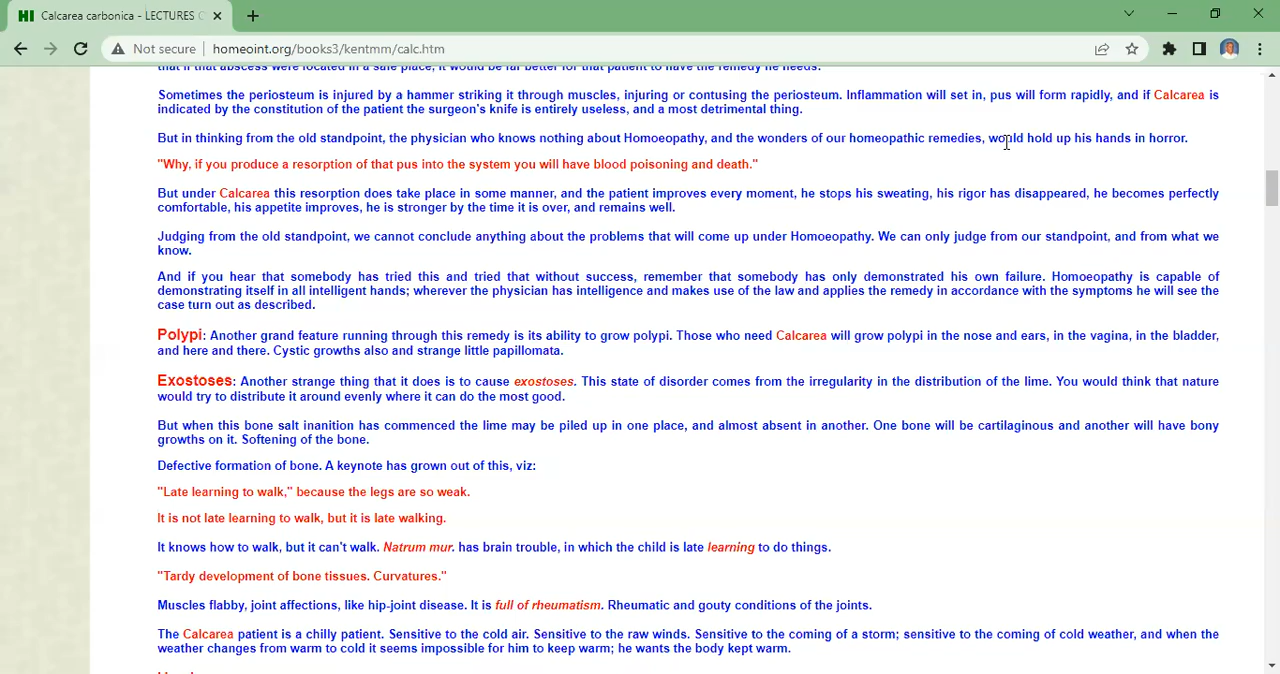 HI Calcarea carbonica - LECTURES
Not secure homeoint.org/books3/kentmm/calc.htm
that if that abscess were located in a safe place, it would be far better for that patient to have the remedy he needs.
Sometimes the periosteum is injured by a hammer striking it through muscles, injuring or contusing the periosteum. Inflammation will set in, pus will form rapidly, and if Calcarea is
indicated by the constitution of the patient the surgeon's knife is entirely useless, and a most detrimental thing.
But in thinking from the old standpoint, the physician who knows nothing about Homoeopathy, and the wonders of our homeopathic remedies, would hold up his hands in horror.
"Why, if you produce a resorption of that pus into the system you will have blood poisoning and death."
But under Calcarea this resorption does take place in some manner, and the patient improves every moment, he stops his sweating, his rigor has disappeared, he becomes perfectly
comfortable, his appetite improves, he is stronger by the time it is over, and remains well.
Judging from the old standpoint, we cannot conclude anything about the problems that will come up under Homoeopathy. We can only judge from our standpoint, and from what we
know.
And if you hear that somebody has tried this and tried that without success, remember that somebody has only demonstrated his own failure. Homoeopathy is capable of
demonstrating itself in all intelligent hands; wherever the physician has intelligence and makes use of the law and applies the remedy in accordance with the symptoms he will see the
case turn out as described.
Polypi: Another grand feature running through this remedy is its ability to grow polypi. Those who need Calcarea will grow polypi in the nose and ears, in the vagina, in the bladder,
and here and there. Cystic growths also and strange little papillomata.
Exostoses: Another strange thing that it does is to cause exostoses. This state of disorder comes from the irregularity in the distribution of the lime. You would think that nature
would try to distribute it around evenly where it can do the most good.
But when this bone salt inanition has commenced the lime may be piled up in one place, and almost absent in another. One bone will be cartilaginous and another will have bony
growths on it. Softening of the bone.
Defective formation of bone. A keynote has grown out of this, viz:
"Late learning to walk," because the legs are so weak.
It is not late learning to walk, but it is late walking.
It knows how to walk, but it can't walk. Natrum mur. has brain trouble, in which the child is late learning to do things.
"Tardy development of bone tissues. Curvatures."
Muscles flabby, joint affections, like hip-joint disease. It is full of rheumatism. Rheumatic and gouty conditions of the joints.
The Calcarea patient is a chilly patient. Sensitive to the cold air. Sensitive to the raw winds. Sensitive to the coming of a storm; sensitive to the coming of cold weather, and when the
weather changes from warm to cold it seems impossible for him to keep warm; he wants the body kept warm.